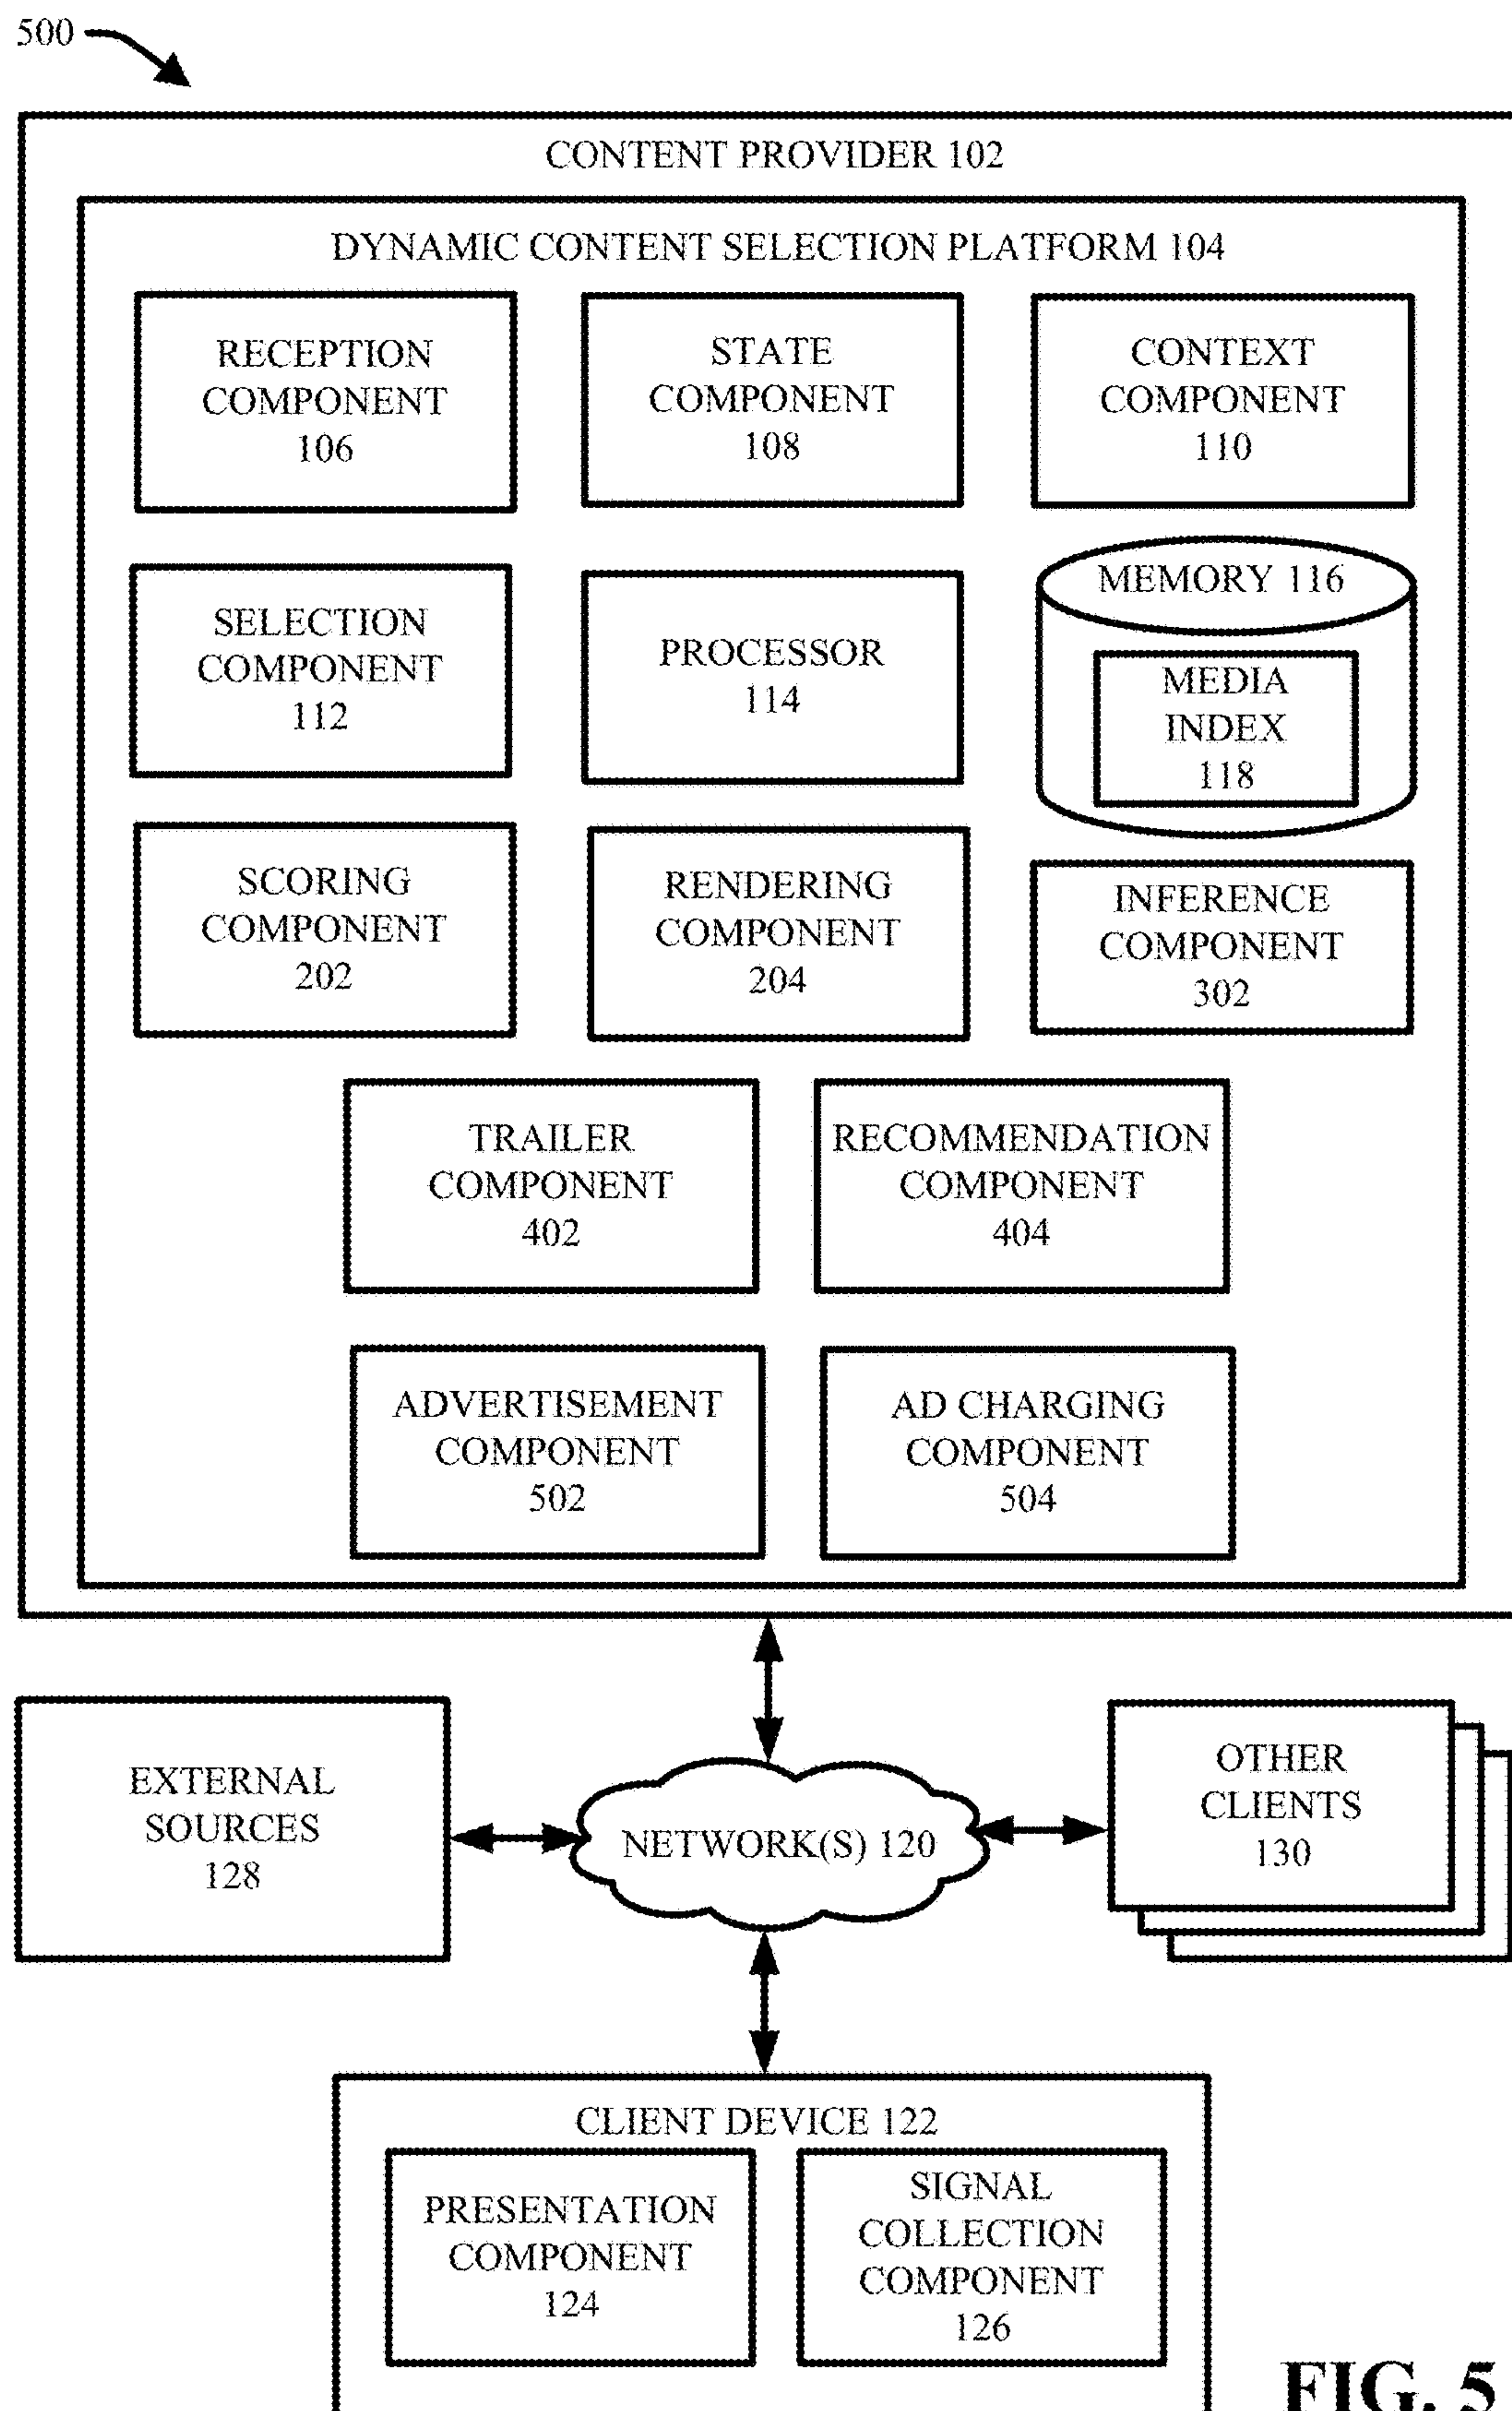 500
CONTENT PROVIDER 102
DYNAMIC CONTENT SELECTION PLATFORM 104
RECEPTION
COMPONENT
106
STATE
COMPONENT
108
CONTEXT
COMPONENT
110
SELECTION
COMPONENT
112
PROCESSOR
114
MEMORY 116
MEDIA
INDEX
118
SCORING
COMPONENT
202
RENDERING
COMPONENT
204
INFERENCE
COMPONENT
302
TRAILER
COMPONENT
402
RECOMMENDATION
COMPONENT
404
ADVERTISEMENT
COMPONENT
502
AD CHARGING
COMPONENT
504
EXTERNAL
SOURCES
128
NETWORK(S) 120
OTHER
CLIENTS
130
CLIENT DEVICE 122
PRESENTATION
COMPONENT
124
SIGNAL
COLLECTION
COMPONENT
126
FIG. 5